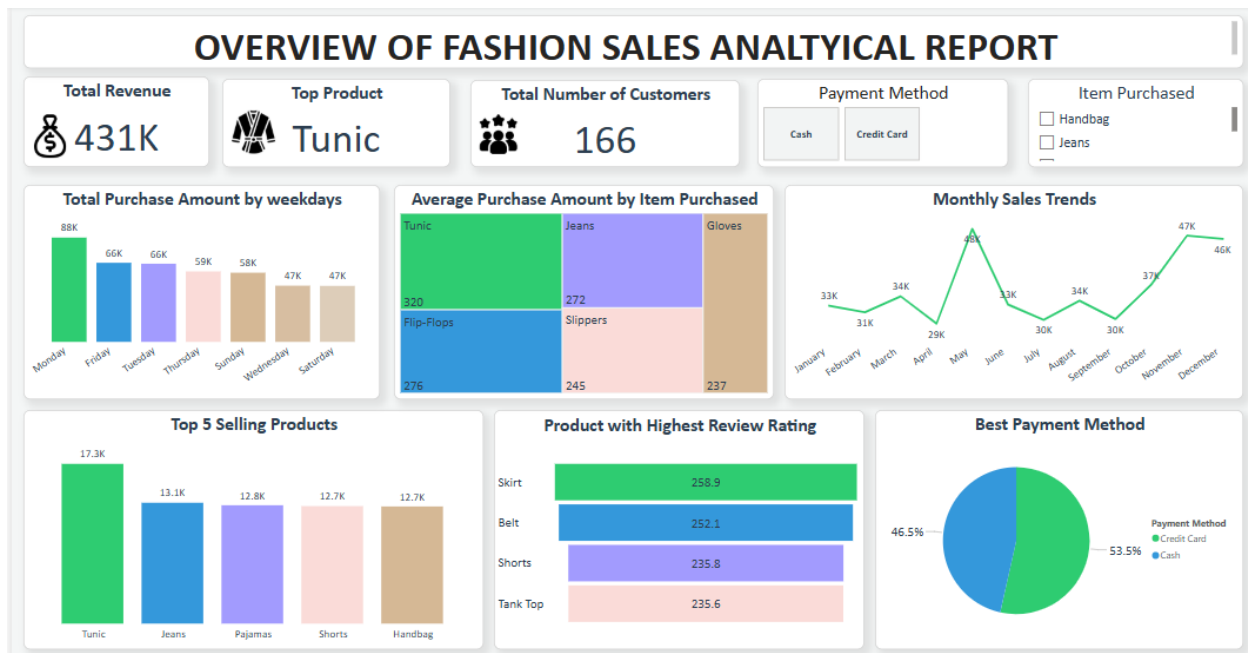 OVERVIEW OF FASHION SALES ANALTYICAL REPORT
Total Revenue
431K
Top Product
Tunic
Total Number of Customers
166
Payment Method
Cash
Credit Card
Item Purchased
Handbag
Jeans
Total Purchase Amount by weekdays
88K
66K
66K
59K
58K
47K
47K
Monday
Friday
Tuesday
Thursday
Sunday
Wednesday
Saturday
Average Purchase Amount by Item Purchased
Tunic
320
Flip-Flops
276
Jeans
272
Slippers
245
Gloves
237
Monthly Sales Trends
33K
31K
34K
29K
48K
33K
30K
34K
30K
37K
47K
46K
January
February
March
April
May
June
July
August
September
October
November
December
Top 5 Selling Products
17.3K
13.1K
12.8K
12.7K
12.7K
Tunic
Jeans
Pajamas
Shorts
Handbag
Product with Highest Review Rating
Skirt
258.9
Belt
252.1
Shorts
235.8
Tank Top
235.6
Best Payment Method
46.5%
53.5%
Payment Method
Credit Card
Cash